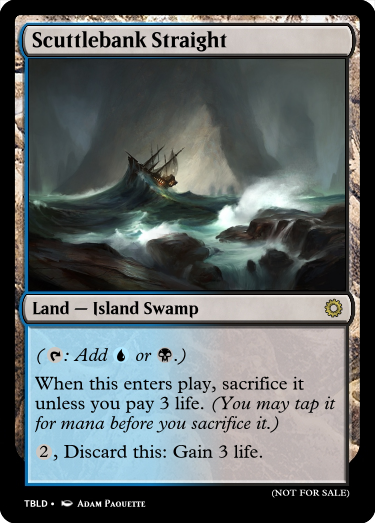 Scuttlebank Straight
Land — Island Swamp
( T: Add or .)
When this enters play, sacrifice it
unless you pay 3 life. (You may tap it
for mana before you sacrifice it.)
2, Discard this: Gain 3 life.
(NOT FOR SALE)
TBLD • Adam Paquette